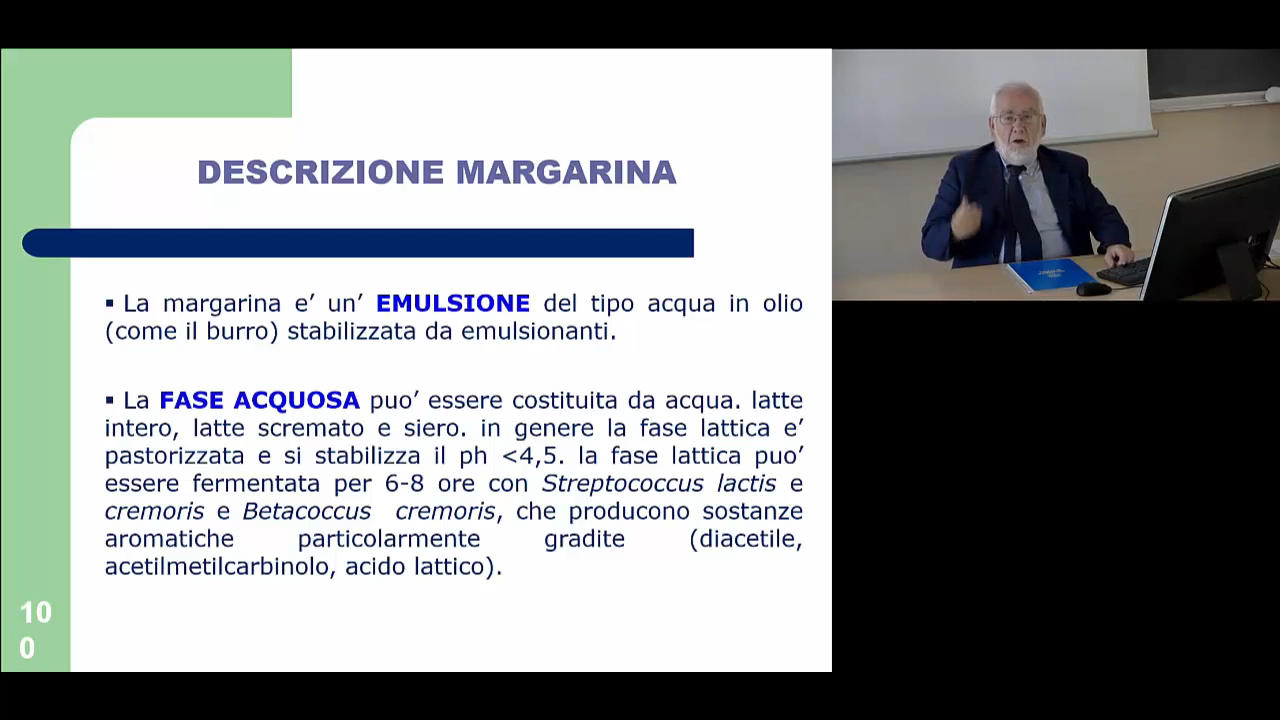 DESCRIZIONE MARGARINA
▪ La margarina e’ un’ EMULSIONE del tipo acqua in olio
(come il burro) stabilizzata da emulsionanti.
▪ La FASE ACQUOSA puo’ essere costituita da acqua. latte
intero, latte scremato e siero. in genere la fase lattica e’
pastorizzata e si stabilizza il ph <4,5. la fase lattica puo’
essere fermentata per 6-8 ore con Streptococcus lactis e
cremoris e Betacoccus cremoris, che producono sostanze
aromatiche particolarmente gradite (diacetile,
acetilmetilcarbinolo, acido lattico).
10
0